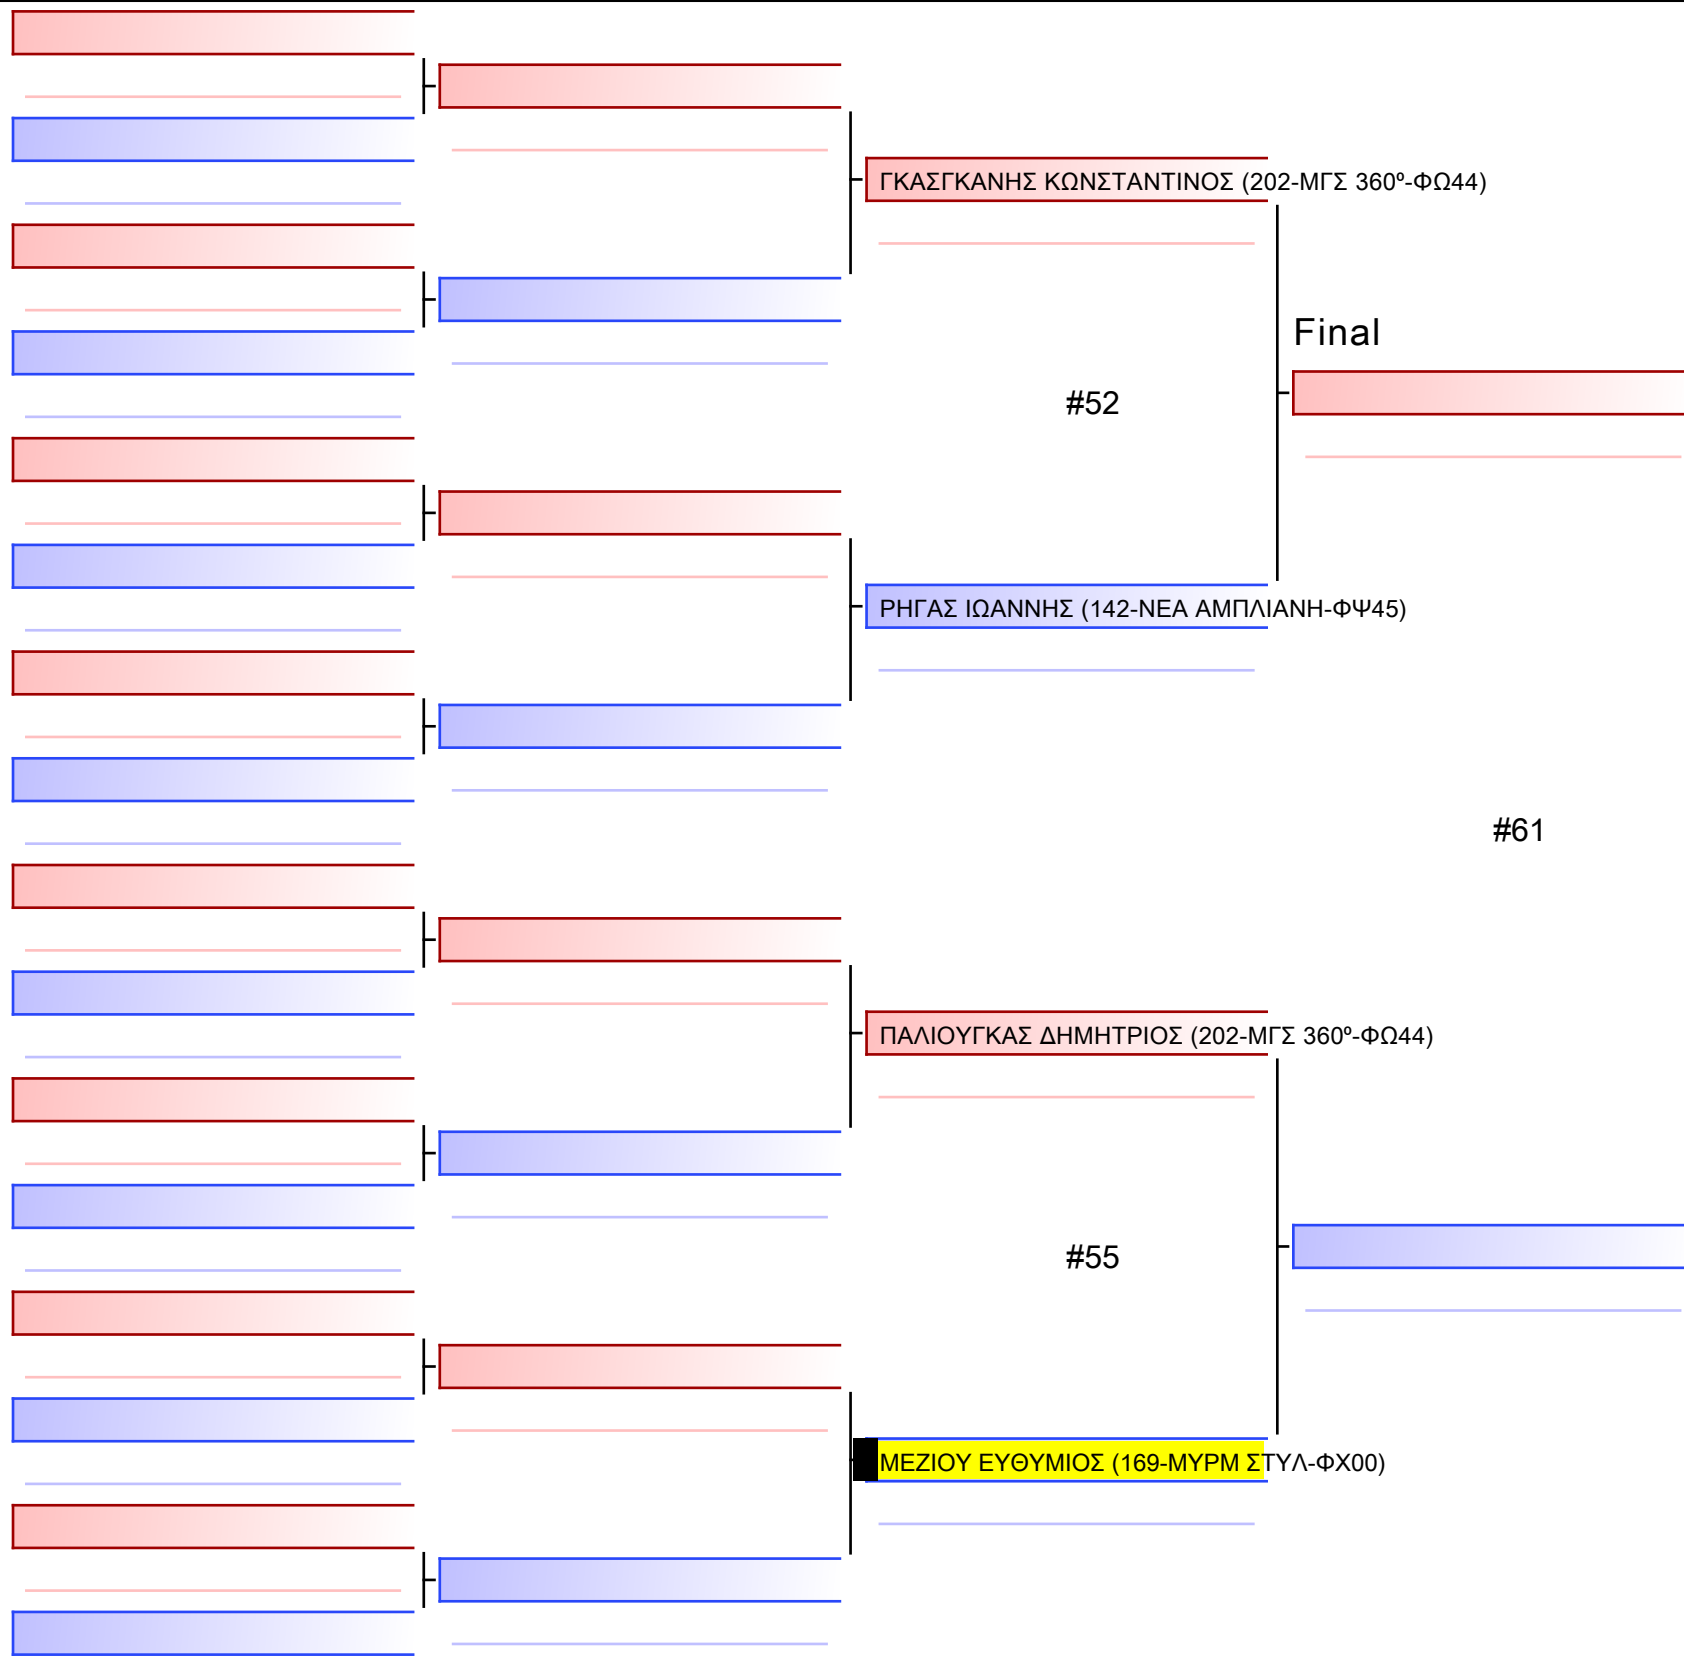 ΓΚΑΣΓΚΑΝΗΣ ΚΩΝΣΤΑΝΤΙΝΟΣ (202-ΜΓΣ 360º-ΦΩ44)
Final
#52
ΡΗΓΑΣ ΙΩΑΝΝΗΣ (142-ΝΕΑ ΑΜΠΛΙΑΝΗ-ΦΨ45)
#61
ΠΑΛΙΟΥΓΚΑΣ ΔΗΜΗΤΡΙΟΣ (202-ΜΓΣ 360º-ΦΩ44)
#55
ΜΕΖΙΟΥ ΕΥΘΥΜΙΟΣ (169-ΜΥΡΜ ΣΤΥΛ-ΦΧ00)